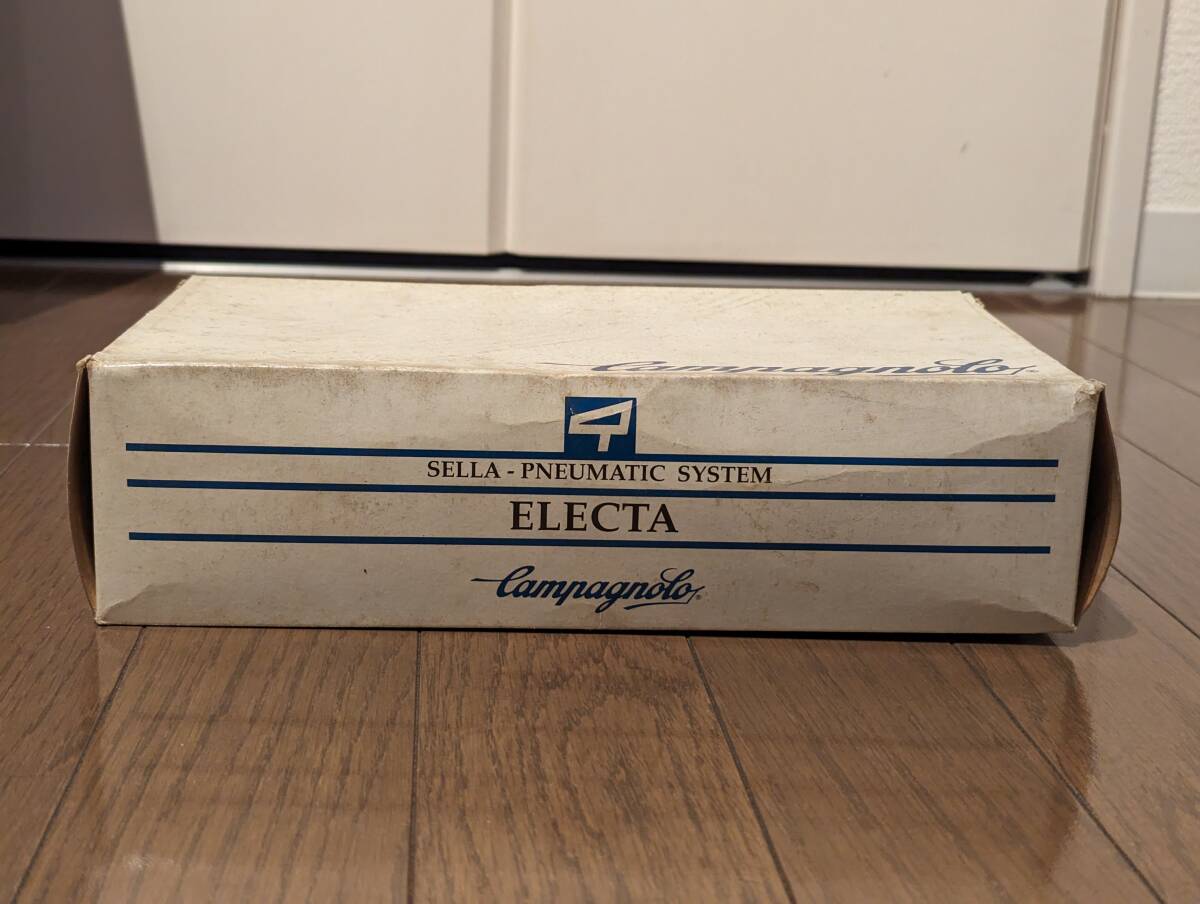 Campagnolo
4
SELLA - PNEUMATIC SYSTEM
ELECTA
Campagnolo®